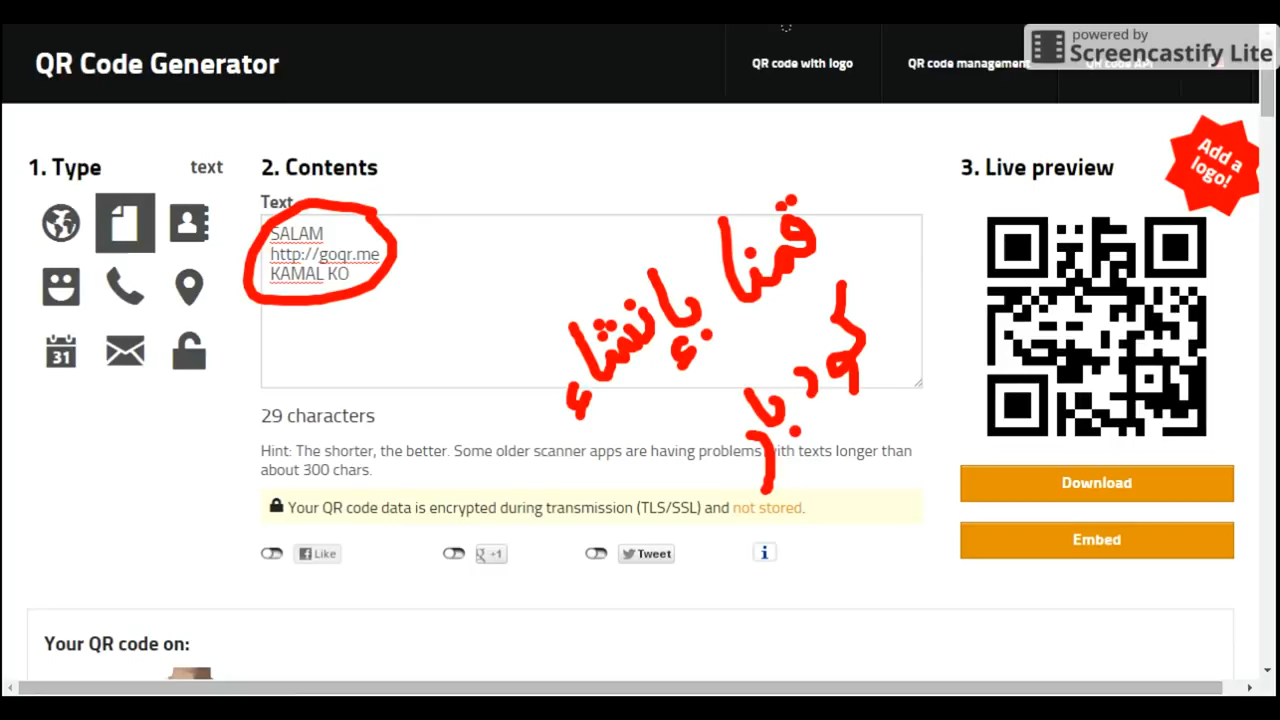 powered by
Screencastify Lite
QR Code Generator
QR code with logo
QR code management
QR code API
1. Type
text
31
2. Contents
Text
SALAM
http://goqr.me
KAMAL KO
قمنا بإنشاء
كود بار
29 characters
Hint: The shorter, the better. Some older scanner apps are having problems with texts longer than
about 300 chars.
Your QR code data is encrypted during transmission (TLS/SSL) and not stored.
Like
+1
Tweet
i
3. Live preview
Add a
logo!
Download
Embed
Your QR code on: